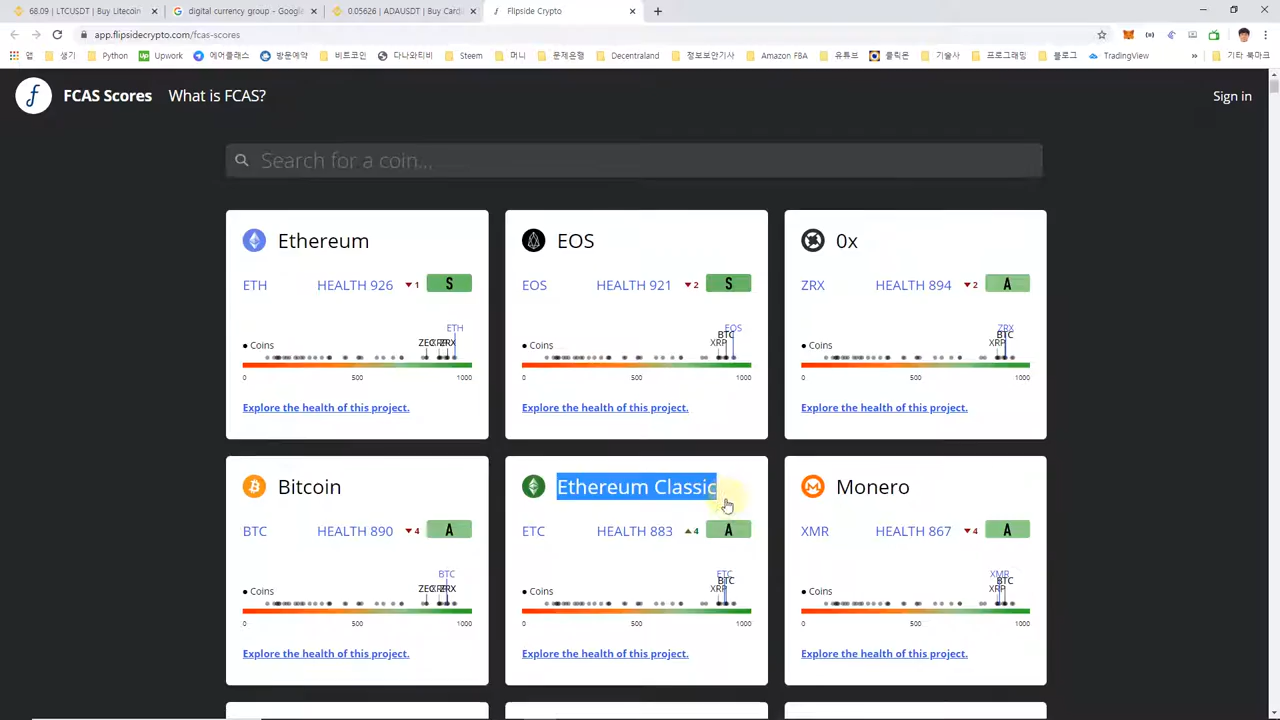 68.09 | LTCUSDT | Buy Litecoin
digital currency group - Google
0.05626 | ADAUSDT | Buy Carda
Flipside Crypto
app.flipsidecrypto.com/fcas-scores
앱 생기 Python Upwork 에어플래스 방문예약 비트코인 다나와티비 Steem 머니 문제은행 Decentraland 정보보안기사 Amazon FBA 유튜브 클릭몬 기술사 프로그래밍 블로그 TradingView » 기타 북마크
FCAS Scores What is FCAS? Sign in
Search for a coin...
Ethereum
ETH HEALTH 926 ▼1 S
ETH
ZRX
Coins
0 500 1000
Explore the health of this project.
EOS
EOS HEALTH 921 ▼2 S
EOS
BTC
XRP
Coins
0 500 1000
Explore the health of this project.
0x
ZRX HEALTH 894 ▼2 A
ZRX
BTC
XRP
Coins
0 500 1000
Explore the health of this project.
Bitcoin
BTC HEALTH 890 ▼4 A
BTC
ZRX
Coins
0 500 1000
Explore the health of this project.
Ethereum Classic
ETC HEALTH 883 ▲4 A
ETC
BTC
XRP
Coins
0 500 1000
Explore the health of this project.
Monero
XMR HEALTH 867 ▼4 A
XMR
BTC
XRP
Coins
0 500 1000
Explore the health of this project.